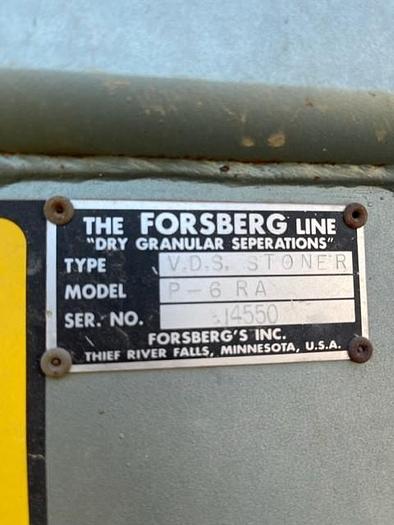 THE FORSBERG LINE
"DRY GRANULAR SEPERATIONS"
TYPE V.D.S. STONER
MODEL P-6 RA
SER. NO. 14550
FORSBERG'S INC.
THIEF RIVER FALLS, MINNESOTA, U.S.A.